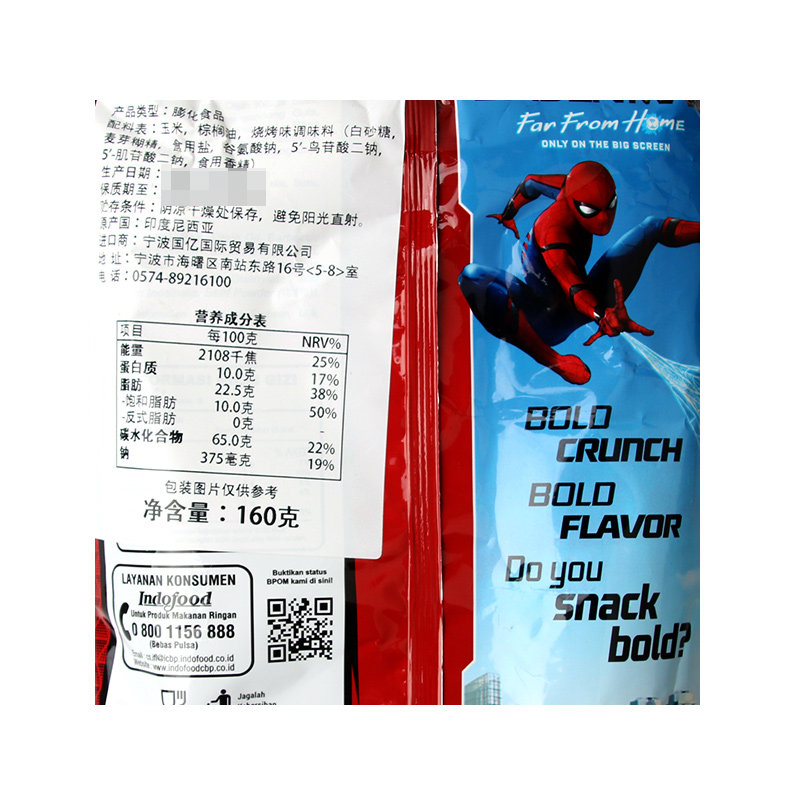 产品类型：膨化食品
配料表：玉米，棕榈油，烧烤味调味料（白砂糖，
麦芽糊精，食用盐，谷氨酸钠，5'-鸟苷酸二钠，
5'-肌苷酸二钠，食用香精）
生产日期：
保质期至：
贮存条件：阴凉干燥处保存，避免阳光直射。
原产国：印度尼西亚
进口商：宁波国亿国际贸易有限公司
地 址：宁波市海曙区南站东路16号<5-8>室
电 话：0574-89216100
营养成分表
项目 每100克 NRV%
能量 2108千焦 25%
蛋白质 10.0克 17%
脂肪 22.5克 38%
-饱和脂肪 10.0克 50%
-反式脂肪 0克 -
碳水化合物 65.0克 22%
钠 375毫克 19%
包装图片仅供参考
净含量：160克
LAYANAN KONSUMEN
Indofood
Untuk Produk Makanan Ringan
0 800 1156 888
(Bebas Pulsa)
Website : www.indofoodcbp.com
Buktikan status
BPOM kami di sini!
Jagalah
Far From Home
ONLY ON THE BIG SCREEN
BOLD
CRUNCH
BOLD
FLAVOR
Do you
snack
bold?